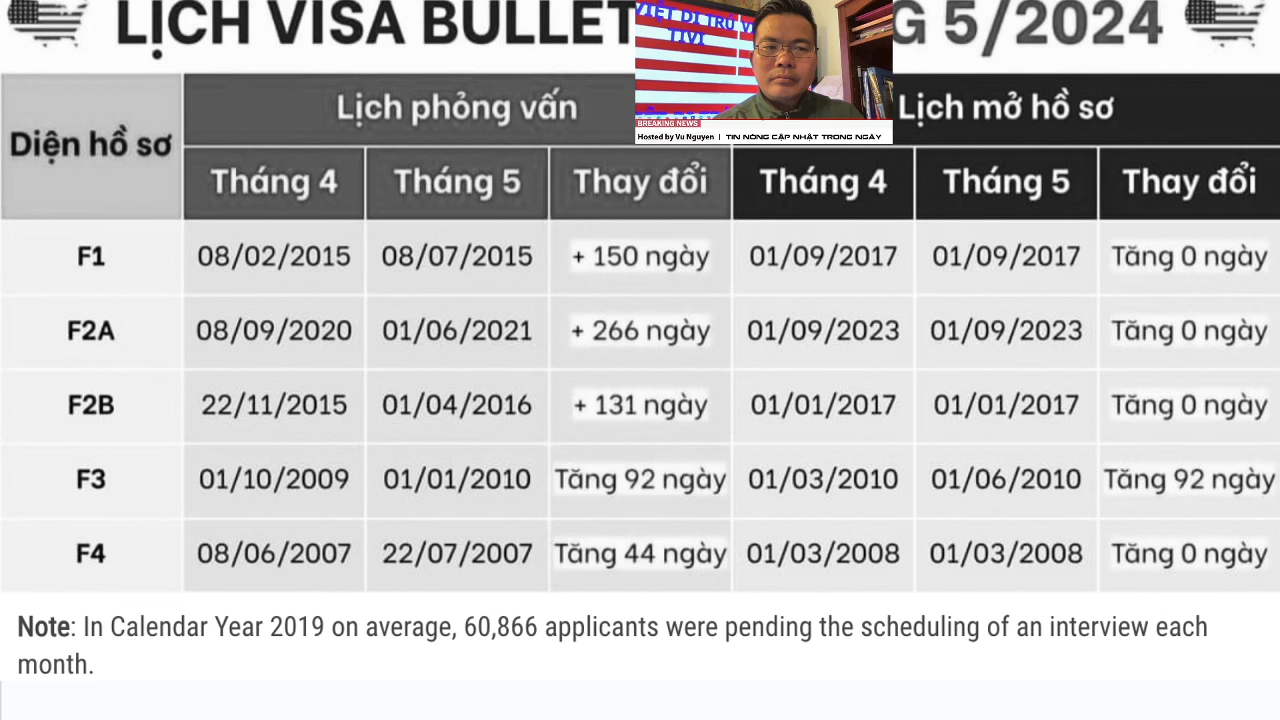 LỊCH VISA BULLET G 5/2024
VIỆT DI TRÚ V
TIVI
BREAKING NEWS
Hosted by Vu Nguyen | TIN NÓNG CẬP NHẬT TRONG NGÀY
Diện hồ sơ Lịch phỏng vấn Lịch mở hồ sơ
Tháng 4 Tháng 5 Thay đổi Tháng 4 Tháng 5 Thay đổi
F1 08/02/2015 08/07/2015 + 150 ngày 01/09/2017 01/09/2017 Tăng 0 ngày
F2A 08/09/2020 01/06/2021 + 266 ngày 01/09/2023 01/09/2023 Tăng 0 ngày
F2B 22/11/2015 01/04/2016 + 131 ngày 01/01/2017 01/01/2017 Tăng 0 ngày
F3 01/10/2009 01/01/2010 Tăng 92 ngày 01/03/2010 01/06/2010 Tăng 92 ngày
F4 08/06/2007 22/07/2007 Tăng 44 ngày 01/03/2008 01/03/2008 Tăng 0 ngày
Note: In Calendar Year 2019 on average, 60,866 applicants were pending the scheduling of an interview each
month.